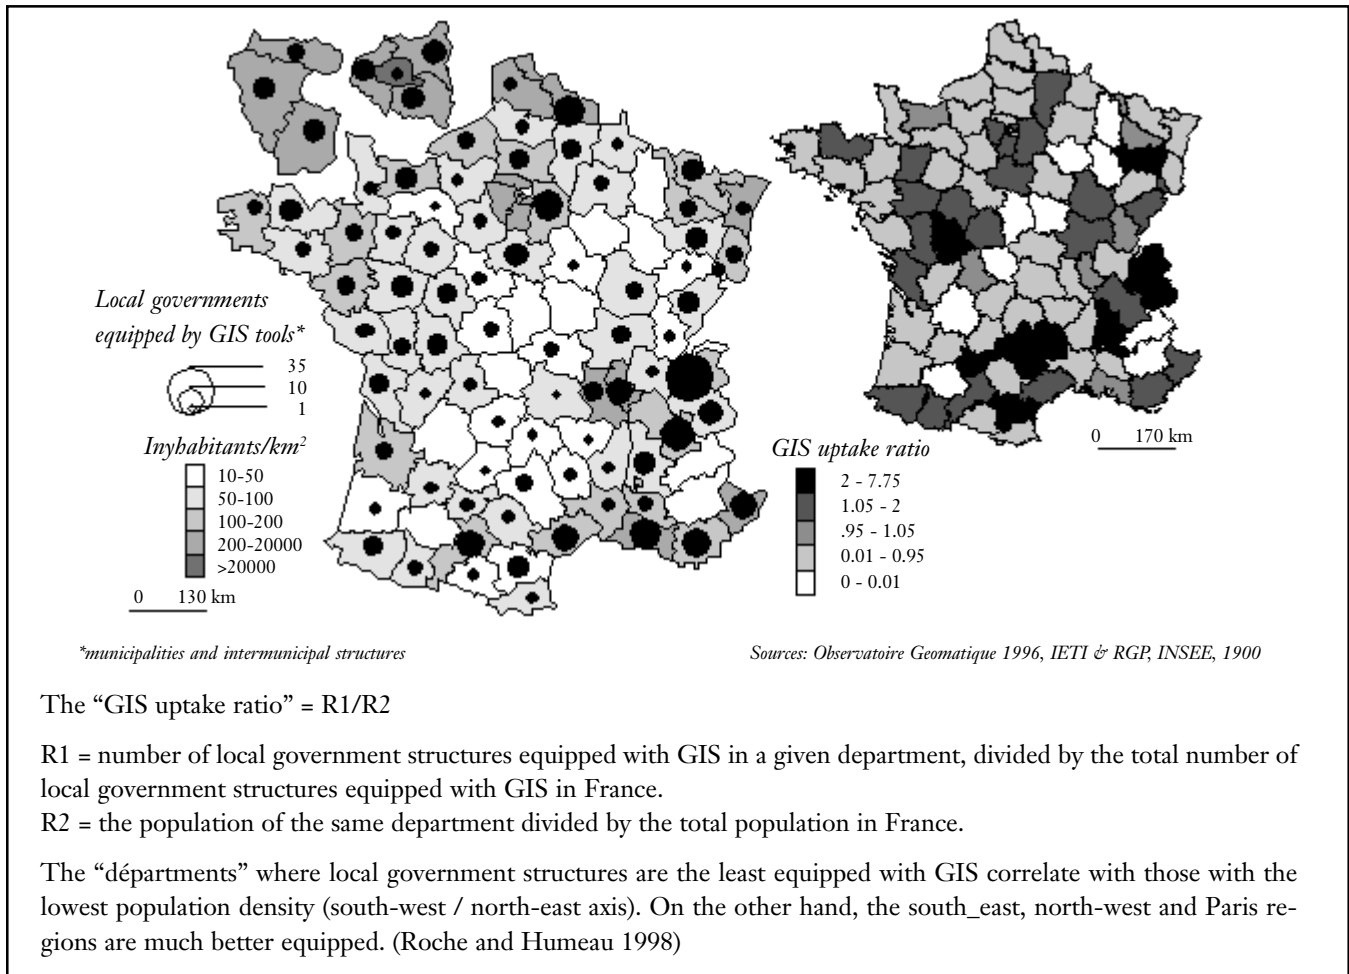 Local governments
equipped by GIS tools*
35
10
1
Inyhabitants/km²
10-50
50-100
100-200
200-20000
>20000
0 130 km
GIS uptake ratio
2 - 7.75
1.05 - 2
.95 - 1.05
0.01 - 0.95
0 - 0.01
0 170 km
*municipalities and intermunicipal structures
Sources: Observatoire Geomatique 1996, IETI & RGP, INSEE, 1900
The “GIS uptake ratio” = R1/R2
R1 = number of local government structures equipped with GIS in a given department, divided by the total number of
local government structures equipped with GIS in France.
R2 = the population of the same department divided by the total population in France.
The “départments” where local government structures are the least equipped with GIS correlate with those with the
lowest population density (south-west / north-east axis). On the other hand, the south_east, north-west and Paris re-
gions are much better equipped. (Roche and Humeau 1998)